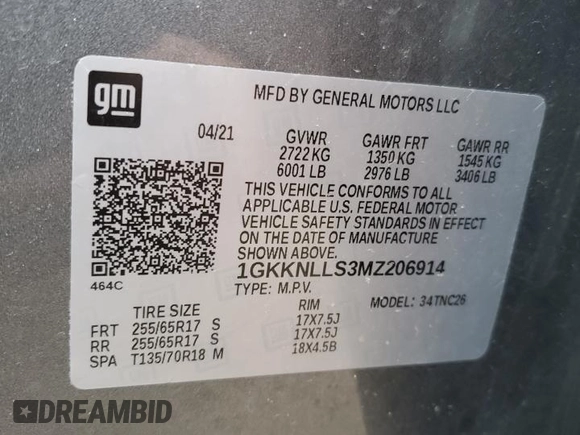 gm
MFD BY GENERAL MOTORS LLC
04/21 GVWR GAWR FRT GAWR RR
2722 KG 1350 KG 1545 KG
6001 LB 2976 LB 3406 LB
THIS VEHICLE CONFORMS TO ALL
APPLICABLE U.S. FEDERAL MOTOR
VEHICLE SAFETY STANDARDS IN EFFECT
ON THE DATE OF MANUFACTURE
SHOWN ABOVE.
1GKKNLLS3MZ206914
464C TYPE: M.P.V. MODEL: 34TNC26
TIRE SIZE RIM
FRT 255/65R17 S 17X7.5J
RR 255/65R17 S 17X7.5J
SPA T135/70R18 M 18X4.5B
DREAMBID